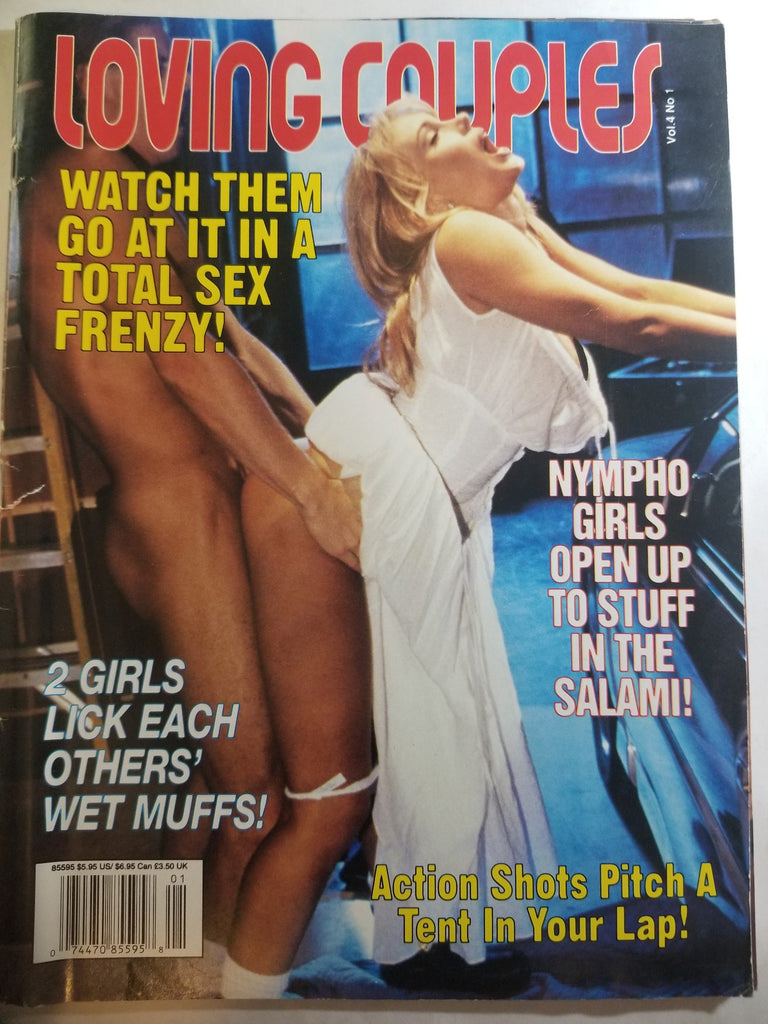 LOVING COUPLES
Vol.4 No 1
WATCH THEM
GO AT IT IN A
TOTAL SEX
FRENZY!
NYMPHO
GIRLS
OPEN UP
TO STUFF
IN THE
SALAMI!
2 GIRLS
LICK EACH
OTHERS'
WET MUFFS!
85595 $5.95 US/ $6.95 Can £3.50 UK
01
0 74470 85595 8
Action Shots Pitch A
Tent In Your Lap!